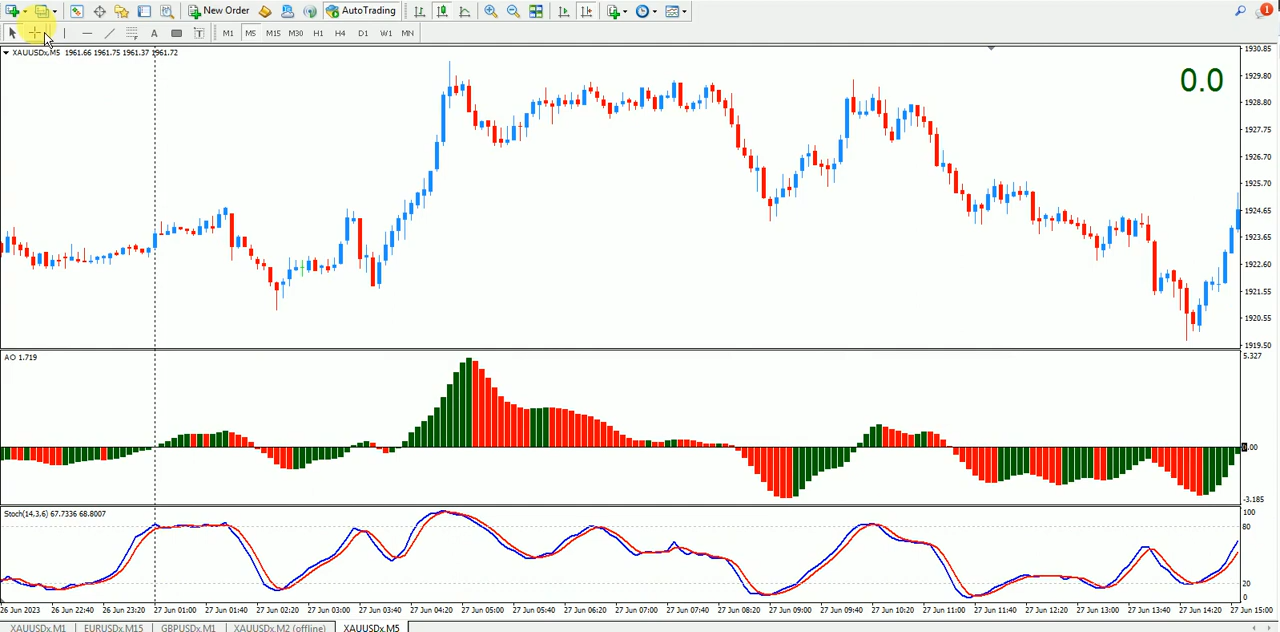 New Order AutoTrading 1
A T M1 M5 M15 M30 H1 H4 D1 W1 MN
XAUUSDx,M5 1961.66 1961.75 1961.37 1961.72
0.0
1930.85
1929.80
1928.80
1927.75
1926.70
1925.70
1924.65
1923.65
1922.60
1921.55
1920.55
1919.50
AO 1.719
5.327
0.00
-3.185
Stoch(14,3,6) 67.7336 68.8007
100
80
20
0
26 Jun 2023 26 Jun 22:40 26 Jun 23:20 27 Jun 01:00 27 Jun 01:40 27 Jun 02:20 27 Jun 03:00 27 Jun 03:40 27 Jun 04:20 27 Jun 05:00 27 Jun 05:40 27 Jun 06:20 27 Jun 07:00 27 Jun 07:40 27 Jun 08:20 27 Jun 09:00 27 Jun 09:40 27 Jun 10:20 27 Jun 11:00 27 Jun 11:40 27 Jun 12:20 27 Jun 13:00 27 Jun 13:40 27 Jun 14:20 27 Jun 15:00
XAUUSDx,M1 EURUSDx,M15 GBPUSDx,M1 XAUUSDx,M2 (offline) XAUUSDx,M5